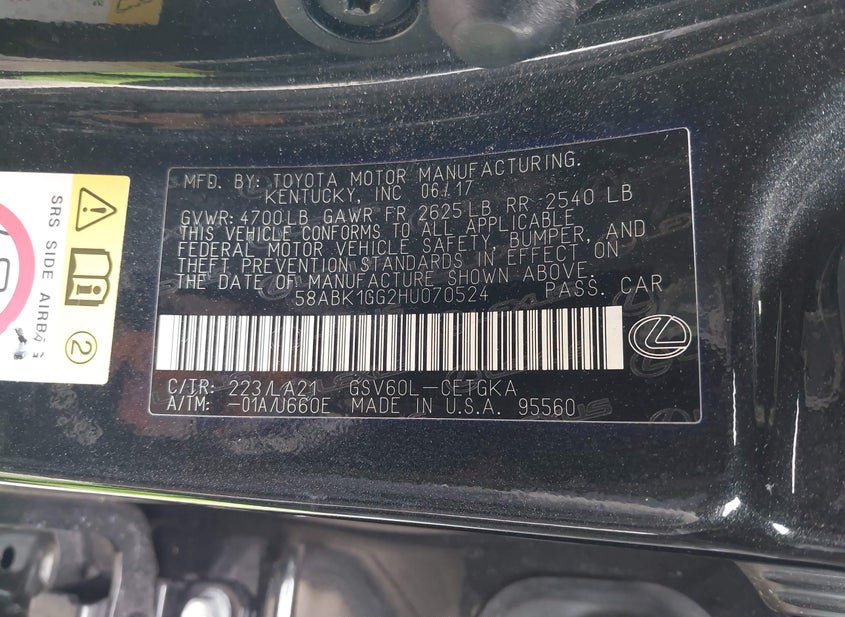 MFD. BY: TOYOTA MOTOR MANUFACTURING.
KENTUCKY, INC 06/17
GVWR: 4700LB GAWR FR 2625LB RR 2540 LB
THIS VEHICLE CONFORMS TO ALL APPLICABLE
FEDERAL MOTOR VEHICLE SAFETY, BUMPER, AND
THEFT PREVENTION STANDARDS IN EFFECT ON
THE DATE OF MANUFACTURE SHOWN ABOVE.
58ABK1GG2HU070524 PASS. CAR
C/TR: 223/LA21 GSV60L-CETGKA
A/TM: -01A/U660E MADE IN U.S.A. 95560
SRS SIDE AIRBAG
2